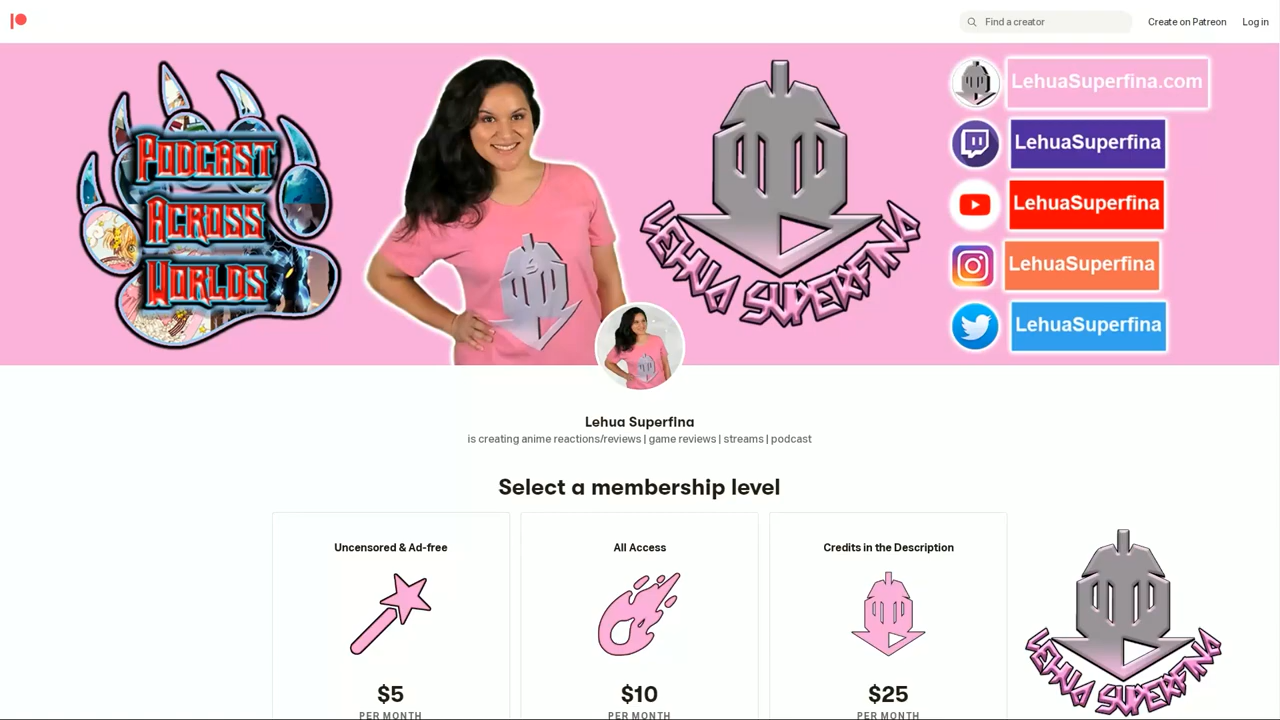 Find a creator
Create on Patreon
Log in
PODCAST
ACROSS
WORLDS
LEHUA SUPERFINA
LehuaSuperfina.com
LehuaSuperfina
LehuaSuperfina
LehuaSuperfina
LehuaSuperfina
Lehua Superfina
is creating anime reactions/reviews | game reviews | streams | podcast
Select a membership level
Uncensored & Ad-free
$5
PER MONTH
All Access
$10
PER MONTH
Credits in the Description
$25
PER MONTH
LEHUA SUPERFINA